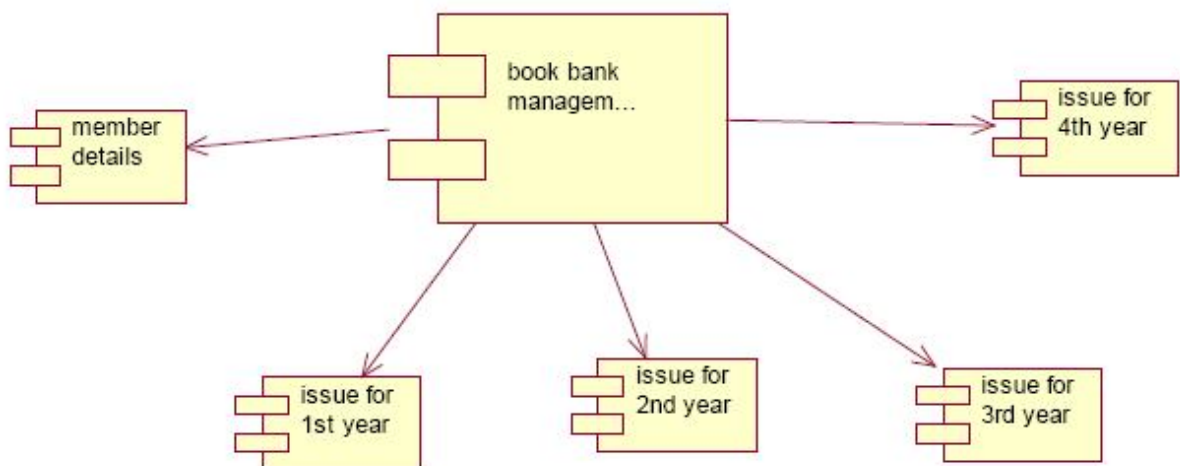 book bank
managem...
member
details
issue for
4th year
issue for
1st year
issue for
2nd year
issue for
3rd year